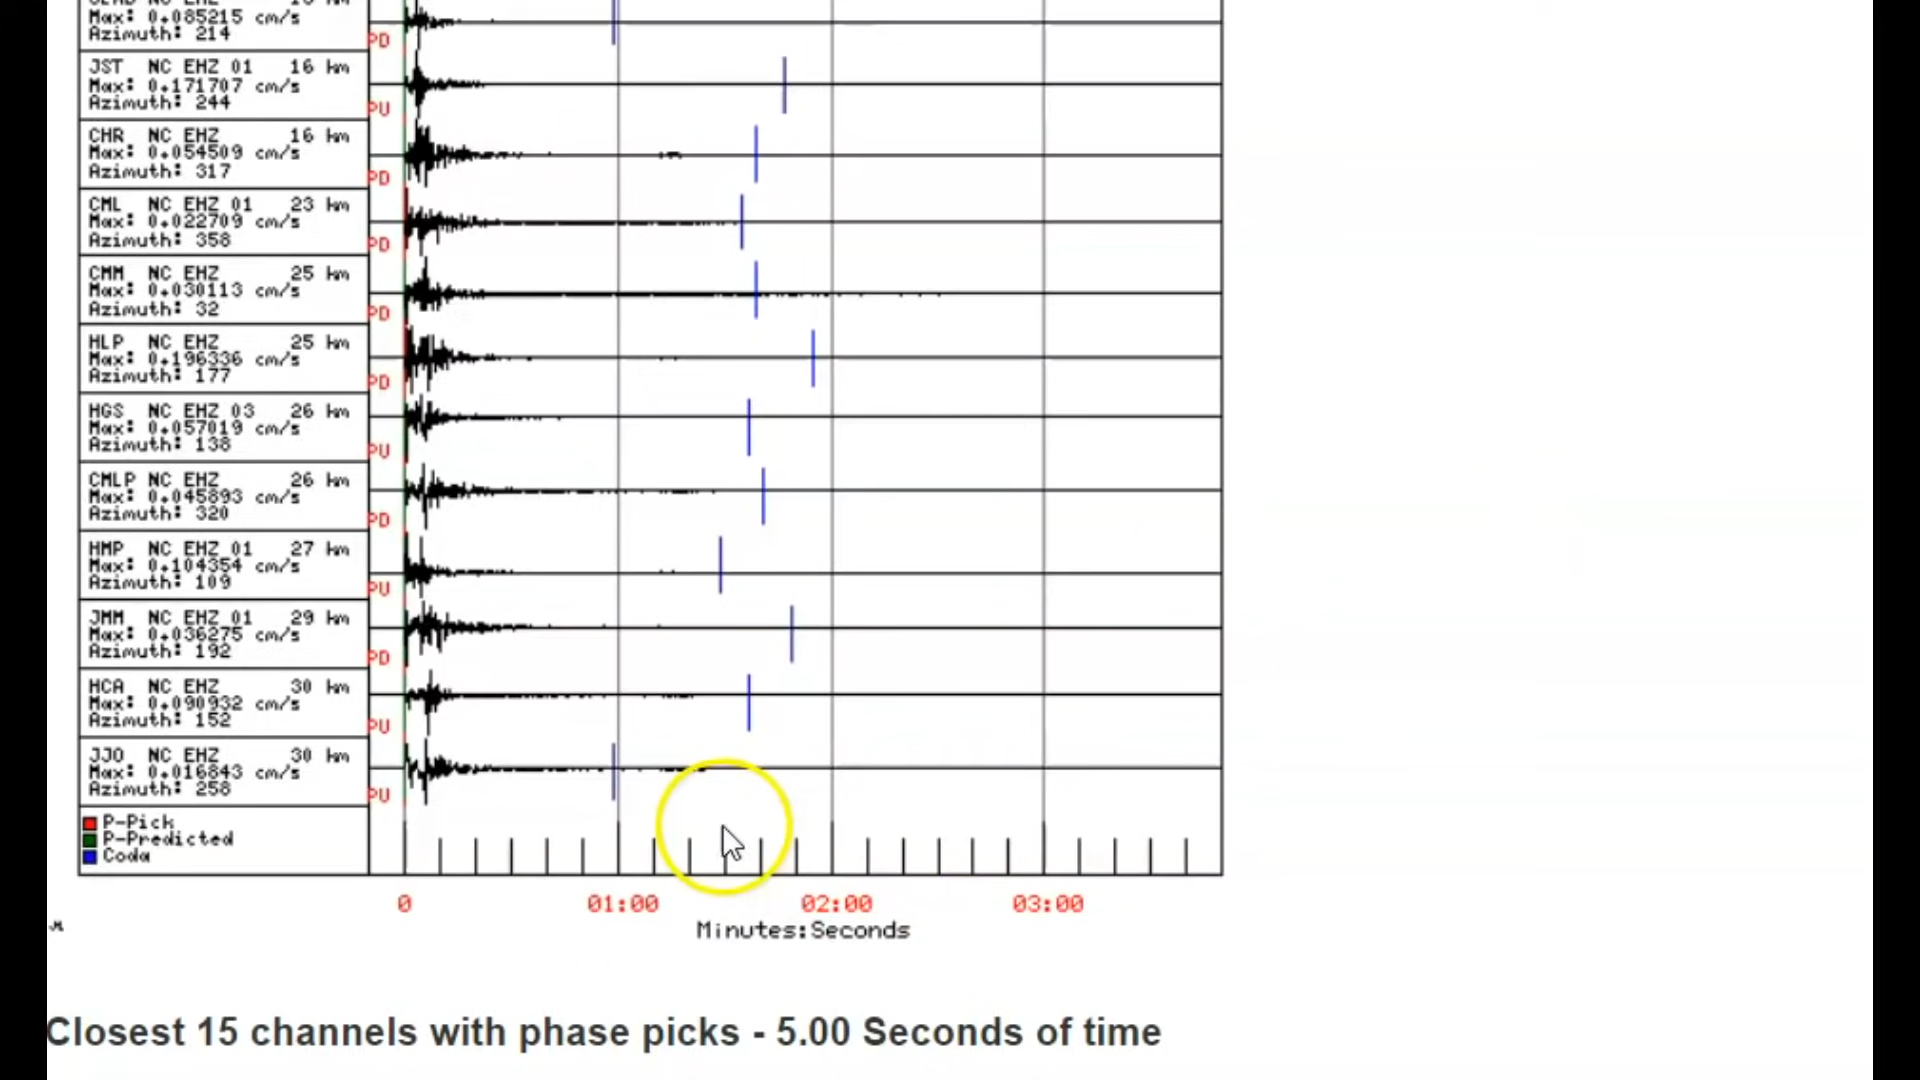 Max: 0.085215 cm/s
Azimuth: 214
PD
JST NC EHZ 01 16 km
Max: 0.171707 cm/s
Azimuth: 244
PU
CHR NC EHZ 16 km
Max: 0.054509 cm/s
Azimuth: 317
PD
CML NC EHZ 01 23 km
Max: 0.022709 cm/s
Azimuth: 358
PD
CMM NC EHZ 25 km
Max: 0.030113 cm/s
Azimuth: 32
PD
HLP NC EHZ 25 km
Max: 0.196336 cm/s
Azimuth: 177
PD
HGS NC EHZ 03 26 km
Max: 0.057019 cm/s
Azimuth: 138
PU
CMLP NC EHZ 26 km
Max: 0.045893 cm/s
Azimuth: 320
PD
HMP NC EHZ 01 27 km
Max: 0.104354 cm/s
Azimuth: 109
PU
JMM NC EHZ 01 29 km
Max: 0.036275 cm/s
Azimuth: 192
PD
HCA NC EHZ 30 km
Max: 0.090932 cm/s
Azimuth: 152
PU
JJO NC EHZ 30 km
Max: 0.016843 cm/s
Azimuth: 258
PU
P-Pick
P-Predicted
Coda
0 01:00 02:00 03:00
Minutes:Seconds
Closest 15 channels with phase picks - 5.00 Seconds of time